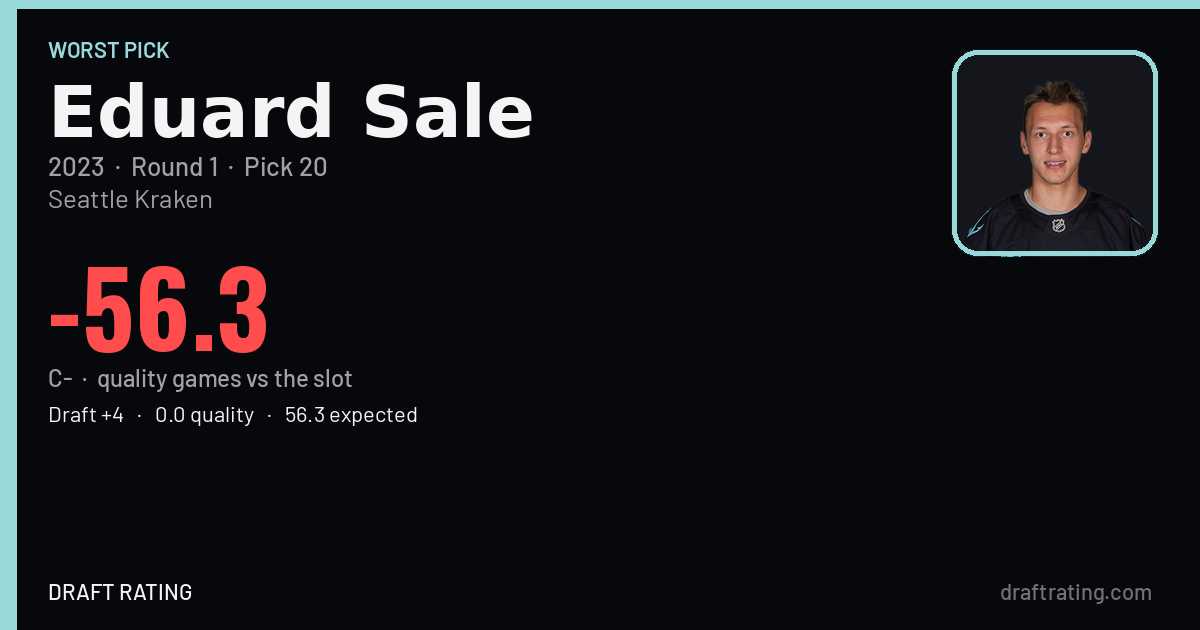 WORST PICK
Eduard Sale
2023 · Round 1 · Pick 20
Seattle Kraken
-56.3
C- · quality games vs the slot
Draft +4 · 0.0 quality · 56.3 expected
DRAFT RATING
draftrating.com